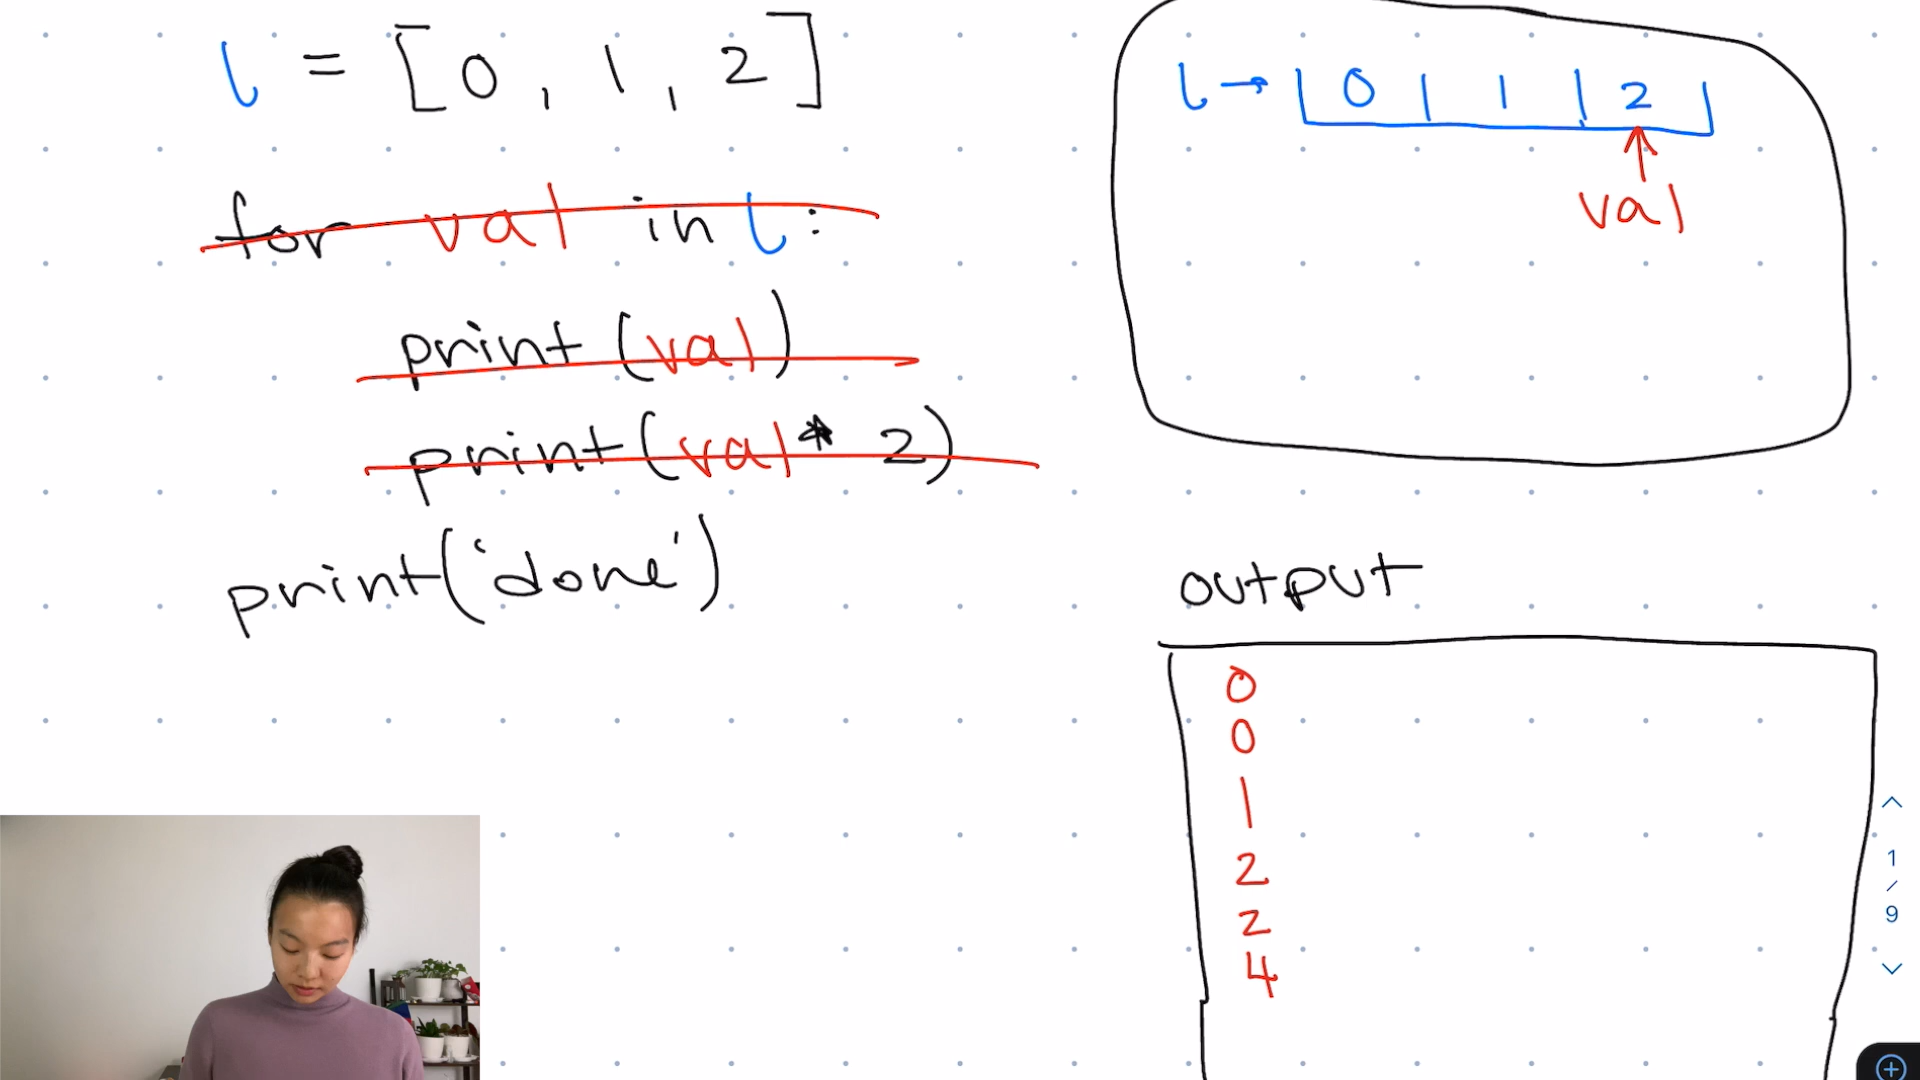 l = [0, 1, 2]
for val in l:
print(val)
print(val * 2)
print('done')
l → 0 1 2
val
output
0
0
1
2
2
4
1
/
9